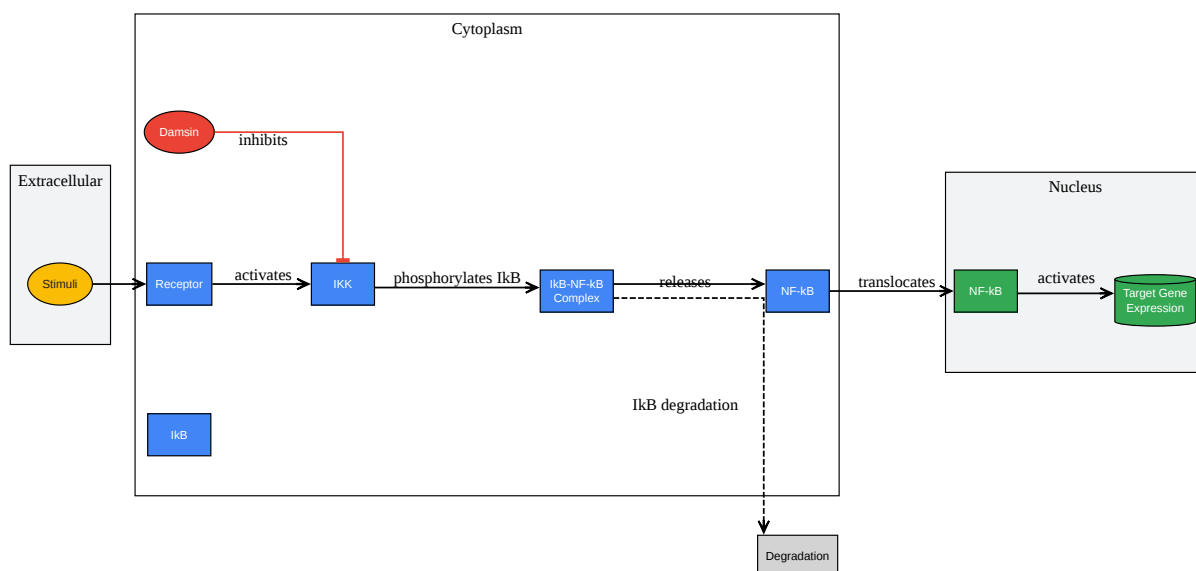 Cytoplasm
Damsin
inhibits
Extracellular
Nucleus
Stimuli
Receptor
activates
IKK
phosphorylates IkB
IkB-NF-kB
Complex
releases
NF-kB
translocates
NF-kB
activates
Target Gene
Expression
IkB degradation
IkB
Degradation